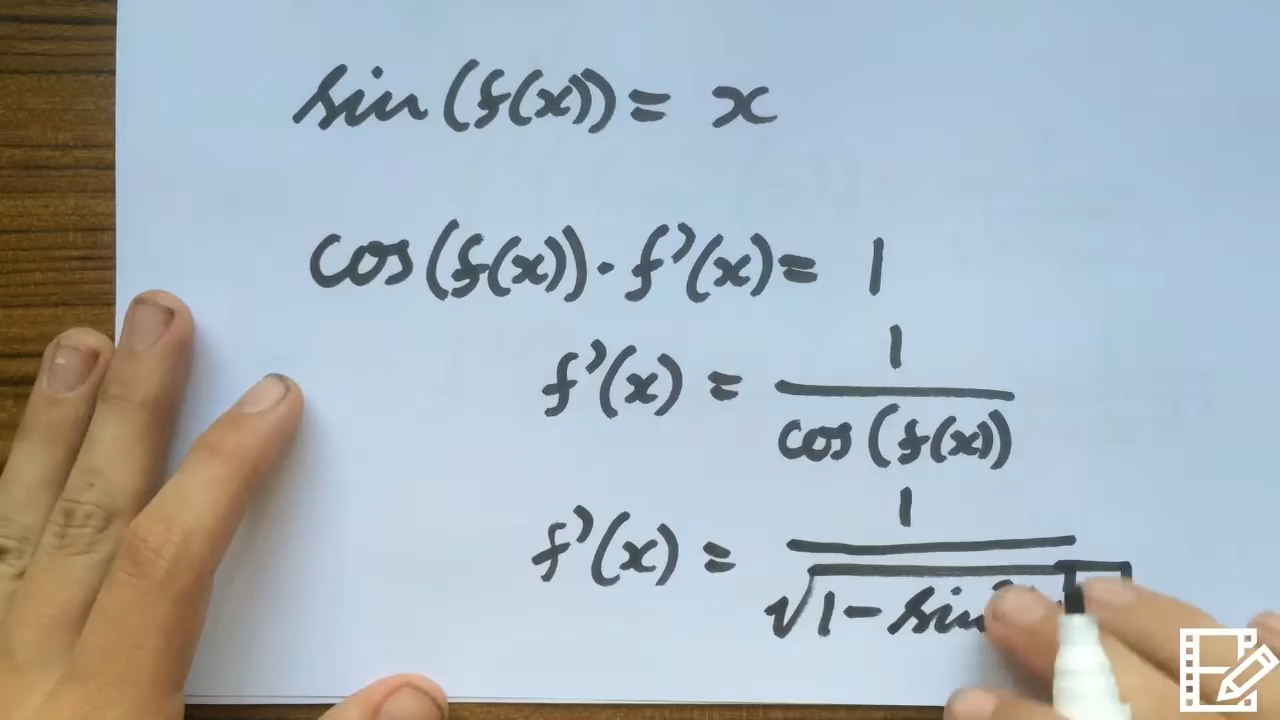 sin(f(x)) = x
cos(f(x)) · f'(x) = 1
f'(x) = 1 / cos(f(x))
f'(x) = 1 / √1 - sin